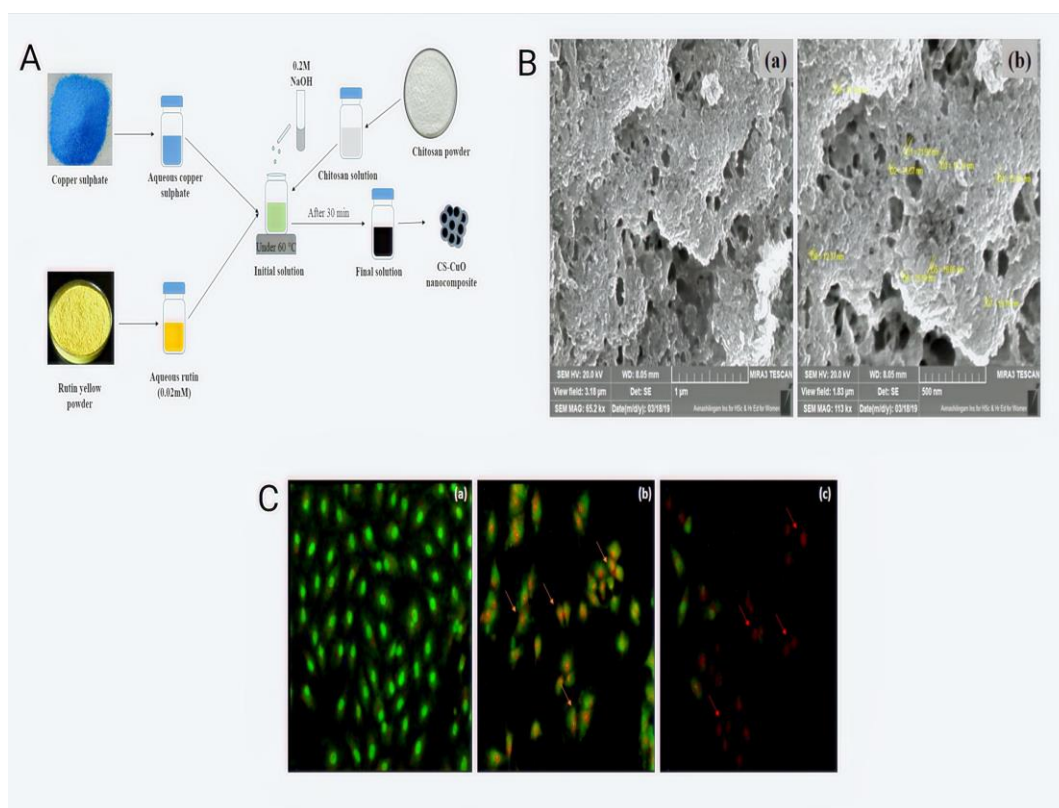 A
Copper sulphate
Aqueous copper
sulphate
0.2M
NaOH
Chitosan solution
Chitosan powder
Under 60 °C
Initial solution
After 30 min
Final solution
CS-CuO
nanocomposite
Rutin yellow
powder
Aqueous rutin
(0.02mM)
B
(a)
SEM HV: 20.0 kV
WD: 8.05 mm
MIRA3 TESCAN
View field: 3.18 µm
Det: SE
1 µm
SEM MAG: 65.2 kx
Date(m/d/y): 03/18/19
(b)
SEM HV: 20.0 kV
WD: 8.05 mm
MIRA3 TESCAN
View field: 1.83 µm
Det: SE
500 nm
SEM MAG: 113 kx
Date(m/d/y): 03/18/19
C
(a)
(b)
(c)